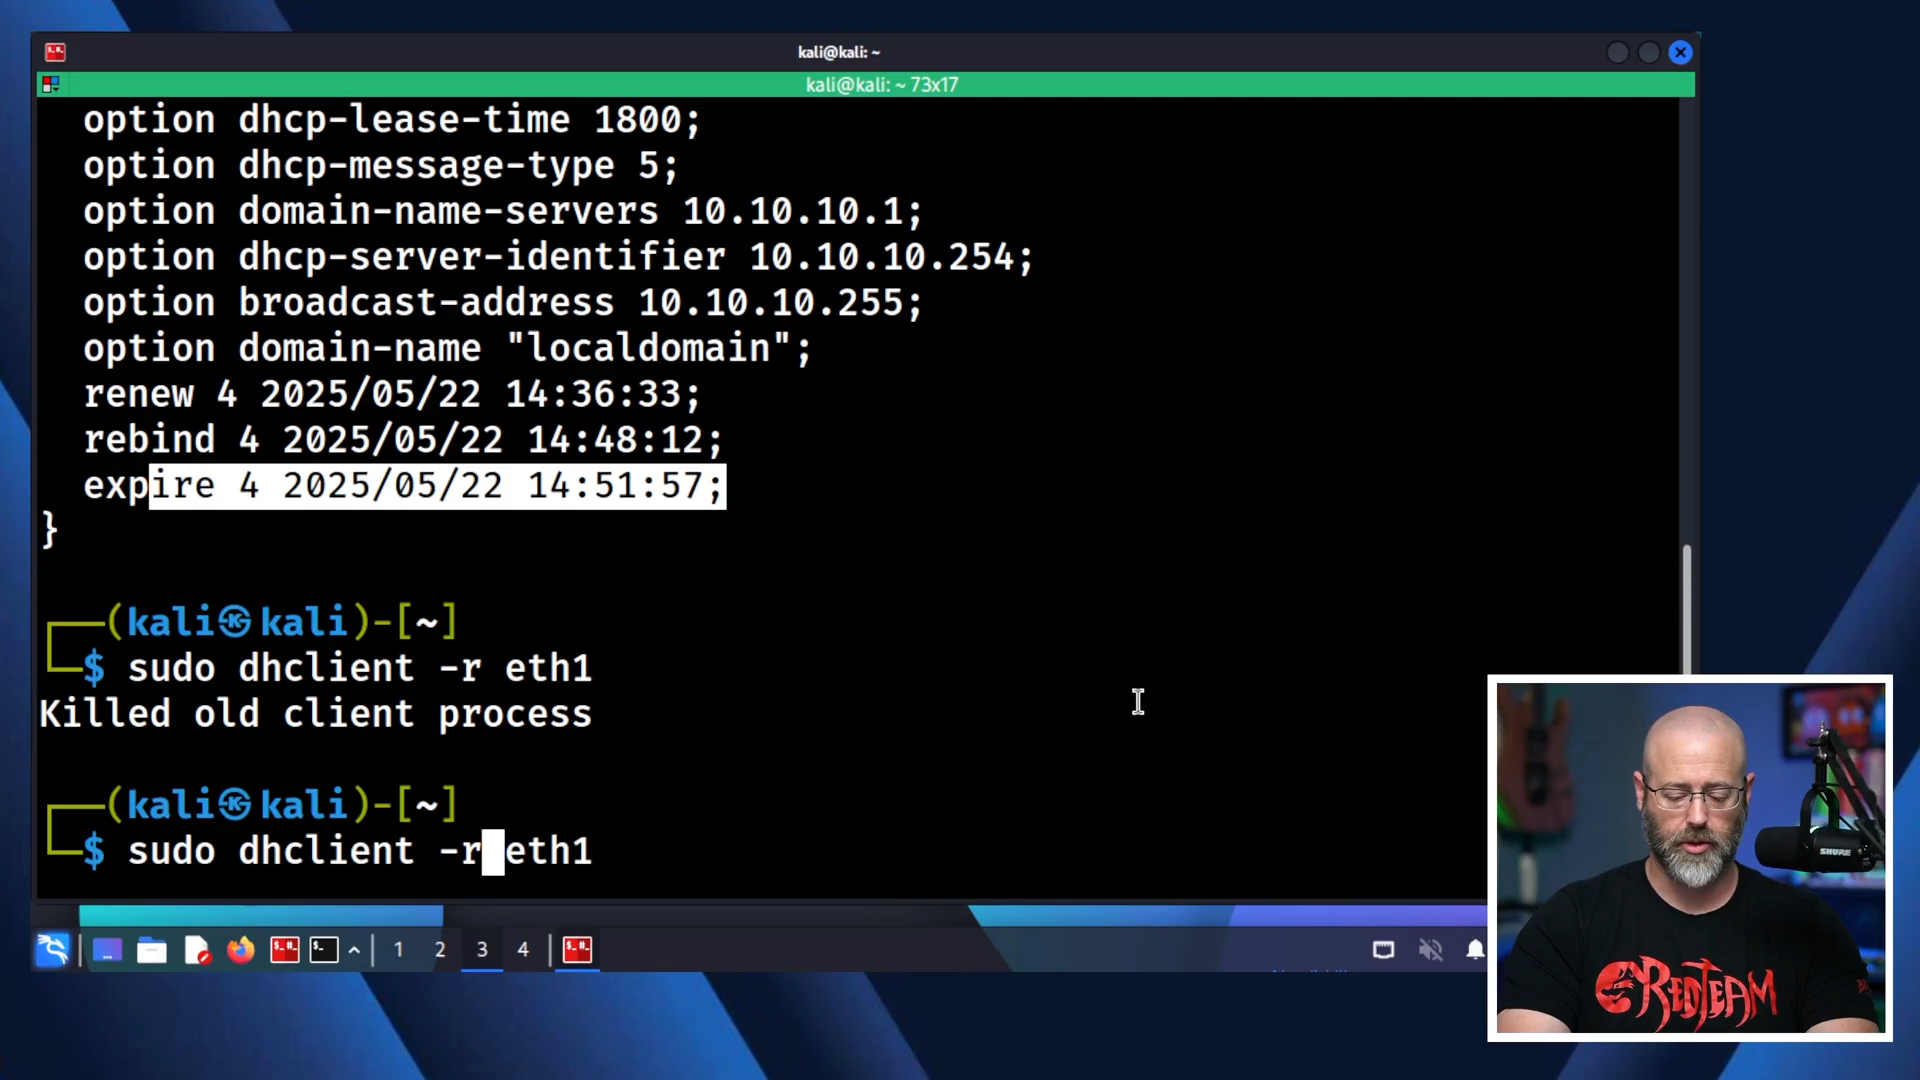 kali@kali: ~
kali@kali: ~ 73x17
option dhcp-lease-time 1800;
option dhcp-message-type 5;
option domain-name-servers 10.10.10.1;
option dhcp-server-identifier 10.10.10.254;
option broadcast-address 10.10.10.255;
option domain-name "localdomain";
renew 4 2025/05/22 14:36:33;
rebind 4 2025/05/22 14:48:12;
expire 4 2025/05/22 14:51:57;
}
┌──(kali㉿kali)-[~]
└─$ sudo dhclient -r eth1
Killed old client process
┌──(kali㉿kali)-[~]
└─$ sudo dhclient -r eth1
1 2 3 4
SHURE
REDTEAM